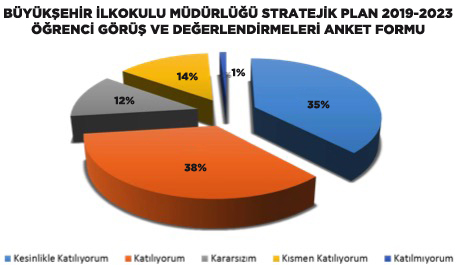 BÜYÜKŞEHİR İLKOKULU MÜDÜRLÜĞÜ STRATEJİK PLAN 2019-2023
ÖĞRENCİ GÖRÜŞ VE DEĞERLENDİRMELERİ ANKET FORMU
1%
14%
12%
35%
38%
Kesinlikle Katılıyorum Katılıyorum Kararsızım Kısmen Katılıyorum Katılmıyorum